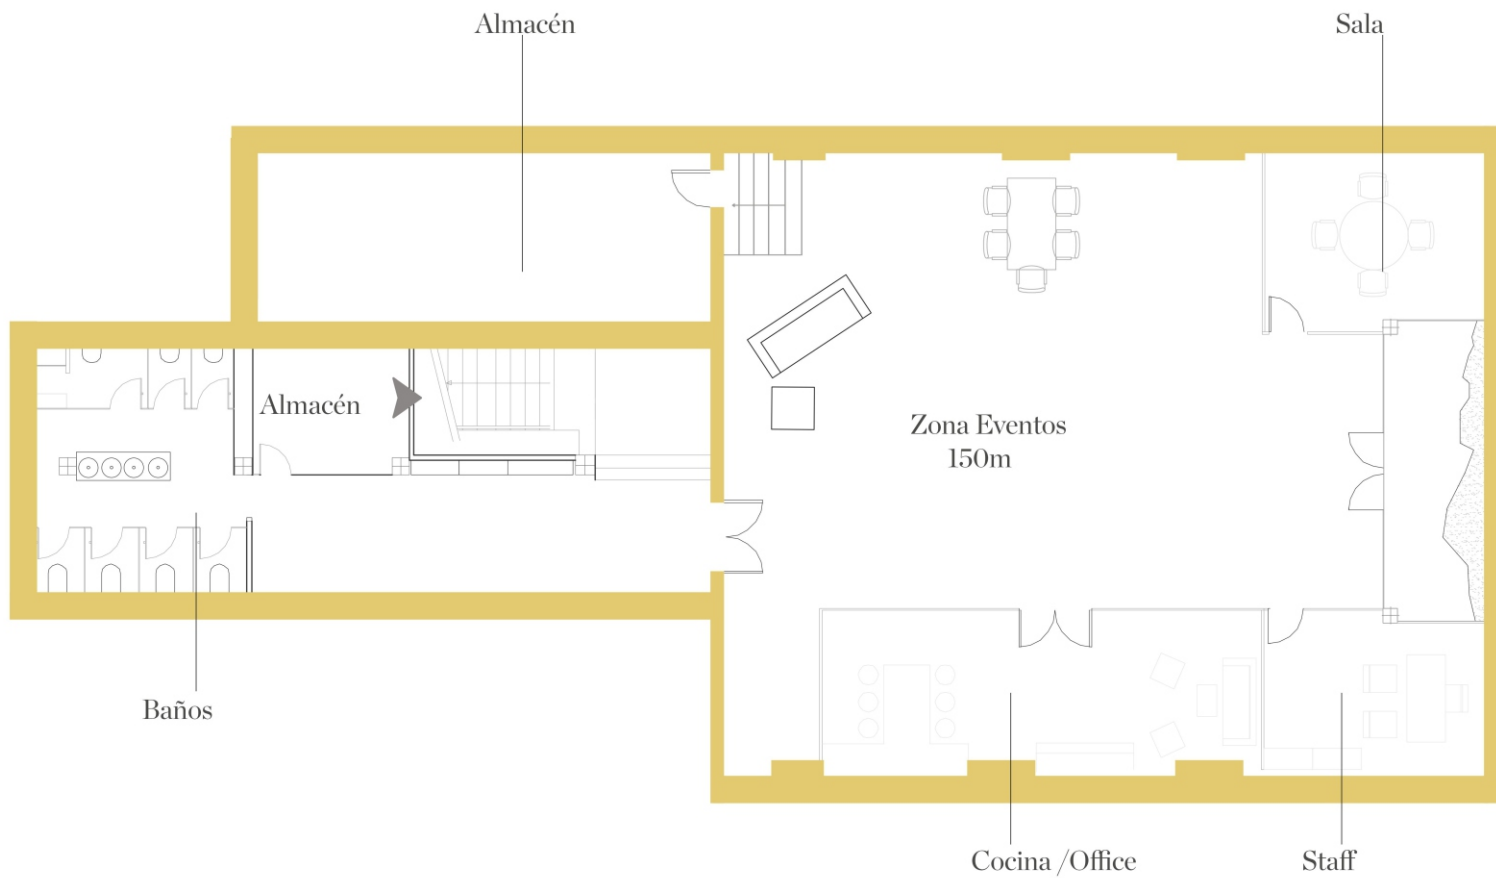 Almacén
Sala
Almacén
Zona Eventos
150m
Baños
Cocina /Office
Staff